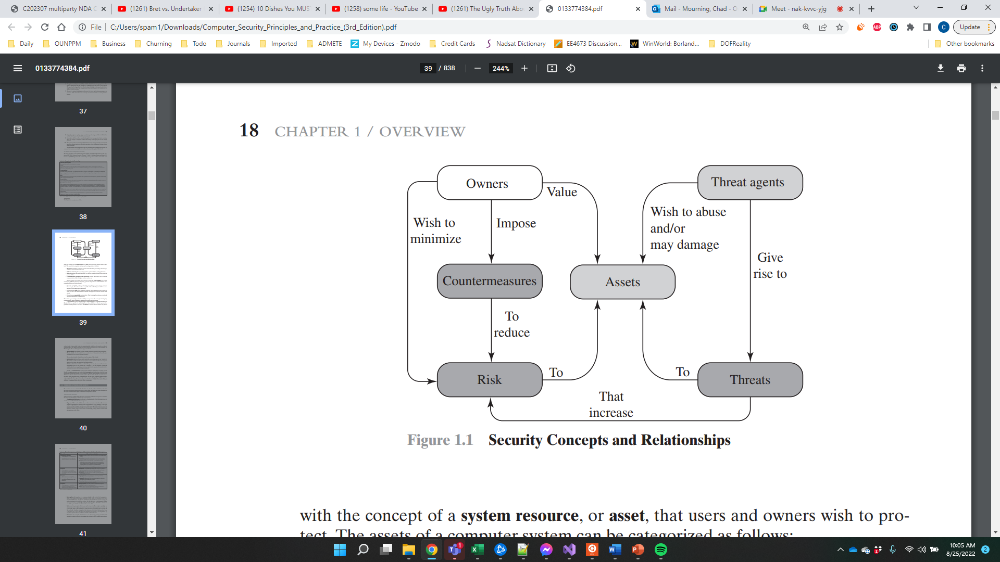 C202307 multiparty NDA C
(1261) Bret vs. Undertaker
(1254) 10 Dishes You MUS
(1258) some life - YouTube
(1261) The Ugly Truth Abo
0133774384.pdf
Mail - Mourning, Chad - O
Meet - nak-kvvc-yjg
File
C:/Users/spam1/Downloads/Computer_Security_Principles_and_Practice_(3rd_Edition).pdf
ABP
C
Update
Daily
OUNPPM
Business
Churning
Todo
Journals
Imported
ADMETE
My Devices - Zmodo
Credit Cards
Nadsat Dictionary
EE4673 Discussion...
WinWorld: Borland...
DOFReality
Other bookmarks
0133774384.pdf
39 / 838
244%
37
38
39
40
41
18 CHAPTER 1 / OVERVIEW
Owners
Threat agents
Value
Wish to
minimize
Impose
Wish to abuse
and/or
may damage
Give
rise to
Countermeasures
Assets
To
reduce
Risk
To
To
Threats
That
increase
Figure 1.1 Security Concepts and Relationships
with the concept of a system resource, or asset, that users and owners wish to pro-
tect. The assets of a computer system can be categorized as follows:
10:05 AM
8/25/2022
2
1